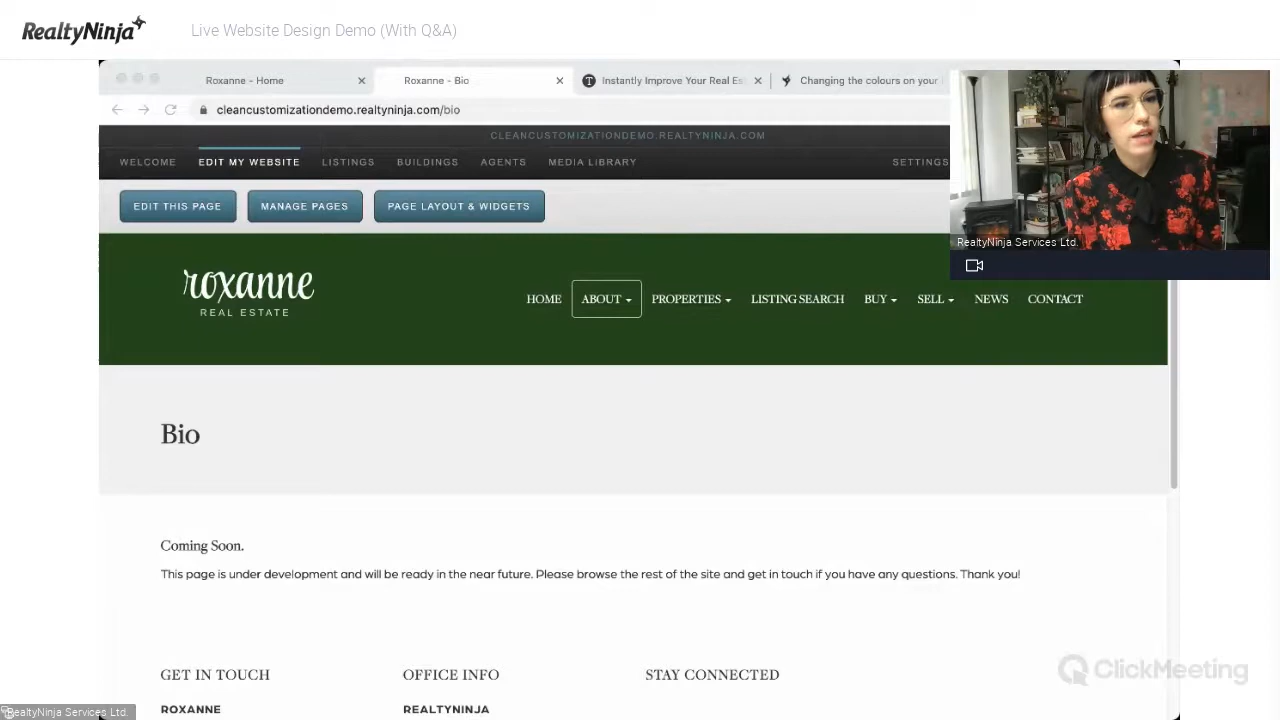 RealtyNinja
Live Website Design Demo (With Q&A)
Roxanne - Home
Roxanne - Bio
Instantly Improve Your Real Es
Changing the colours on your
cleancustomizationdemo.realtyninja.com/bio
CLEANCUSTOMIZATIONDEMO.REALTYNINJA.COM
WELCOME
EDIT MY WEBSITE
LISTINGS
BUILDINGS
AGENTS
MEDIA LIBRARY
SETTINGS
EDIT THIS PAGE
MANAGE PAGES
PAGE LAYOUT & WIDGETS
RealtyNinja Services Ltd.
roxanne
REAL ESTATE
HOME
ABOUT
PROPERTIES
LISTING SEARCH
BUY
SELL
NEWS
CONTACT
Bio
Coming Soon.
This page is under development and will be ready in the near future. Please browse the rest of the site and get in touch if you have any questions. Thank you!
GET IN TOUCH
OFFICE INFO
STAY CONNECTED
ClickMeeting
ROXANNE
REALTYNINJA
RealtyNinja Services Ltd.